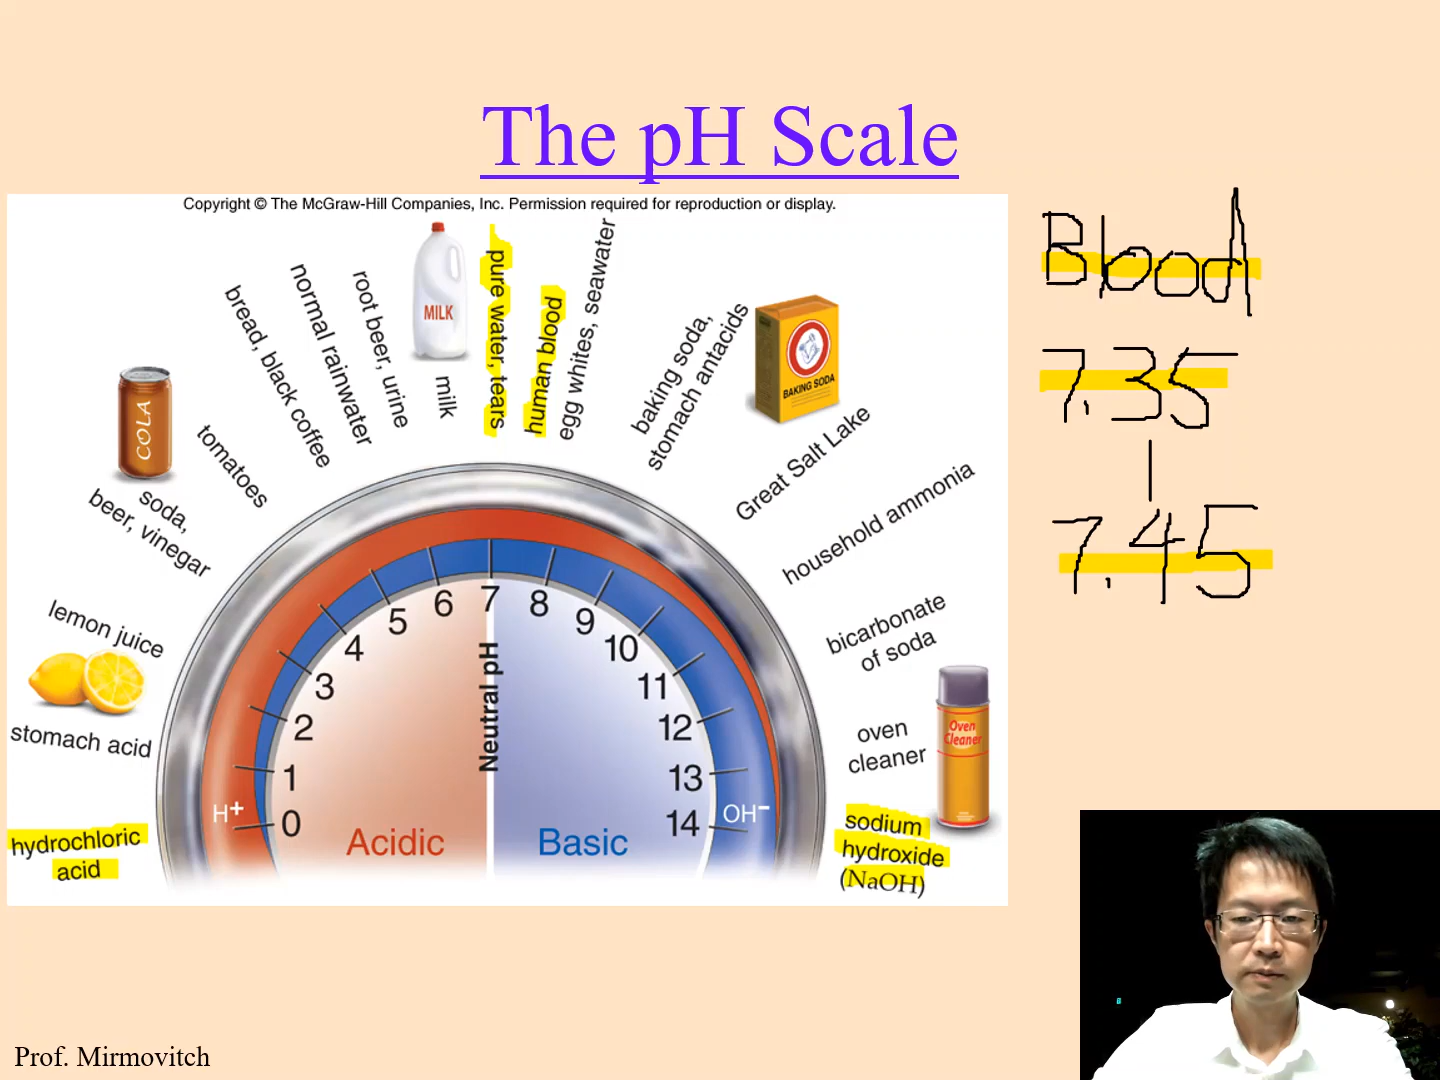 The pH Scale
Copyright © The McGraw-Hill Companies, Inc. Permission required for reproduction or display.
hydrochloric
acid
stomach acid
lemon juice
soda,
beer, vinegar
COLA
tomatoes
bread, black coffee
normal rainwater
root beer, urine
MILK
milk
pure water, tears
human blood
egg whites, seawater
baking soda,
stomach antacids
BAKING SODA
Great Salt Lake
household ammonia
bicarbonate
of soda
oven
cleaner
Oven
Cleaner
sodium
hydroxide
(NaOH)
0
1
2
3
4
5
6
7
8
9
10
11
12
13
14
H+
OH−
Neutral pH
Acidic
Basic
Blood
7.35
7.45
Prof. Mirmovitch